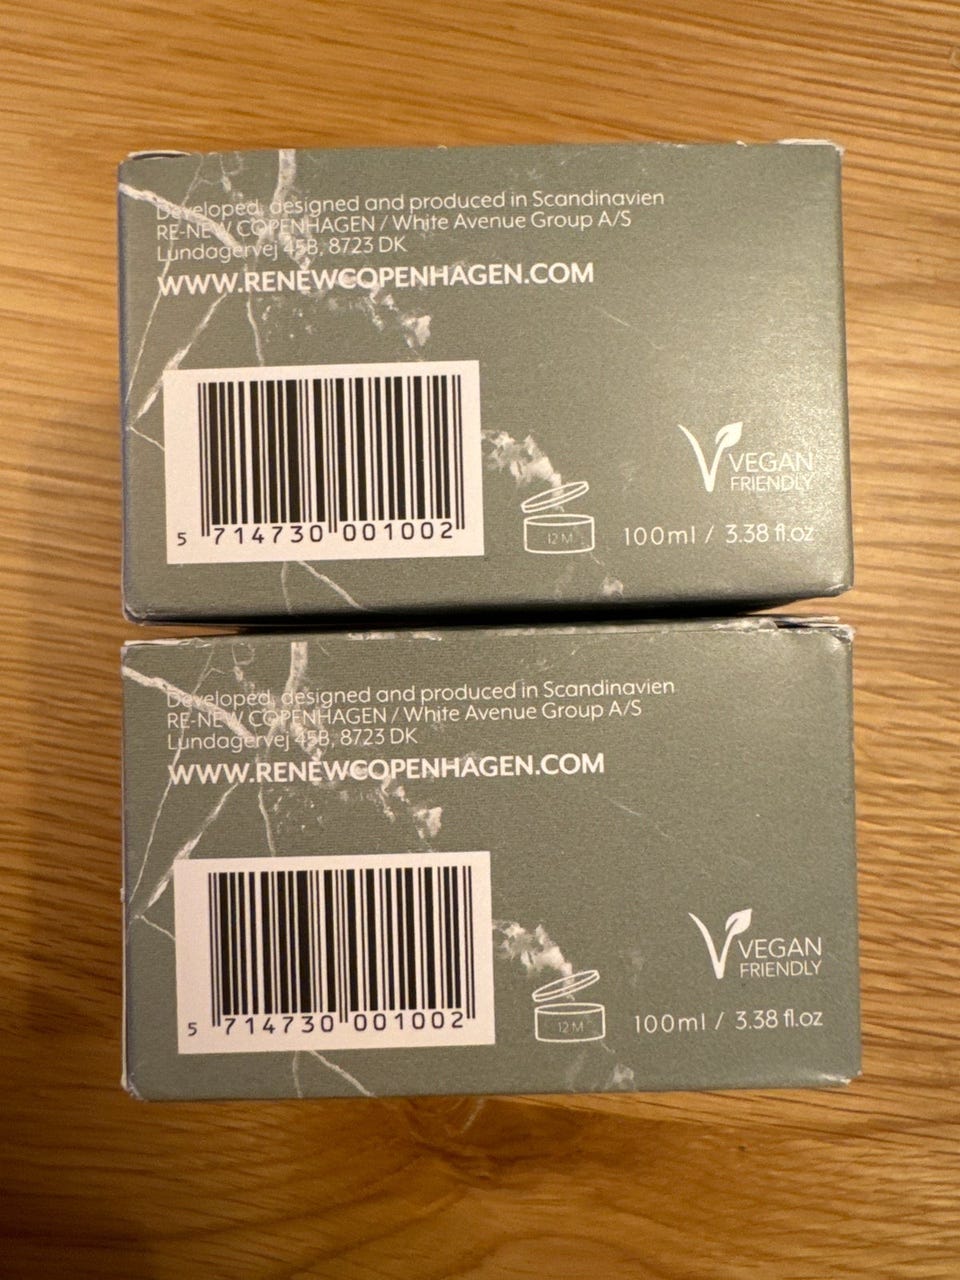 Developed, designed and produced in Scandinavien
RE-NEW COPENHAGEN / White Avenue Group A/S
Lundagervej 45B, 8723 DK
WWW.RENEWCOPENHAGEN.COM
5 714730 001002
12 M
VEGAN
FRIENDLY
100ml / 3.38 fl.oz
Developed, designed and produced in Scandinavien
RE-NEW COPENHAGEN / White Avenue Group A/S
Lundagervej 45B, 8723 DK
WWW.RENEWCOPENHAGEN.COM
5 714730 001002
12 M
VEGAN
FRIENDLY
100ml / 3.38 fl.oz